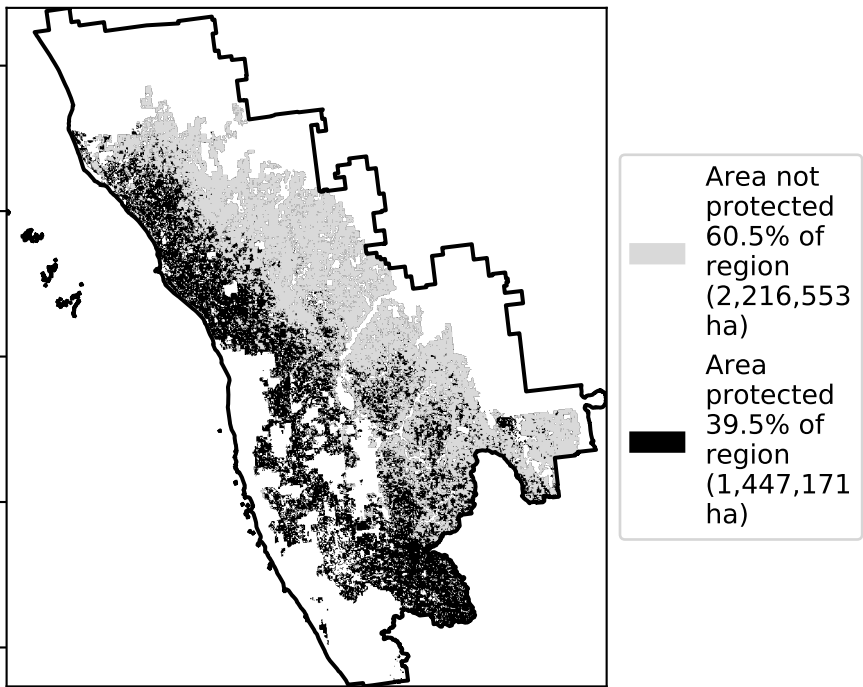 Area not
protected
60.5% of
region
(2,216,553
ha)
Area
protected
39.5% of
region
(1,447,171
ha)